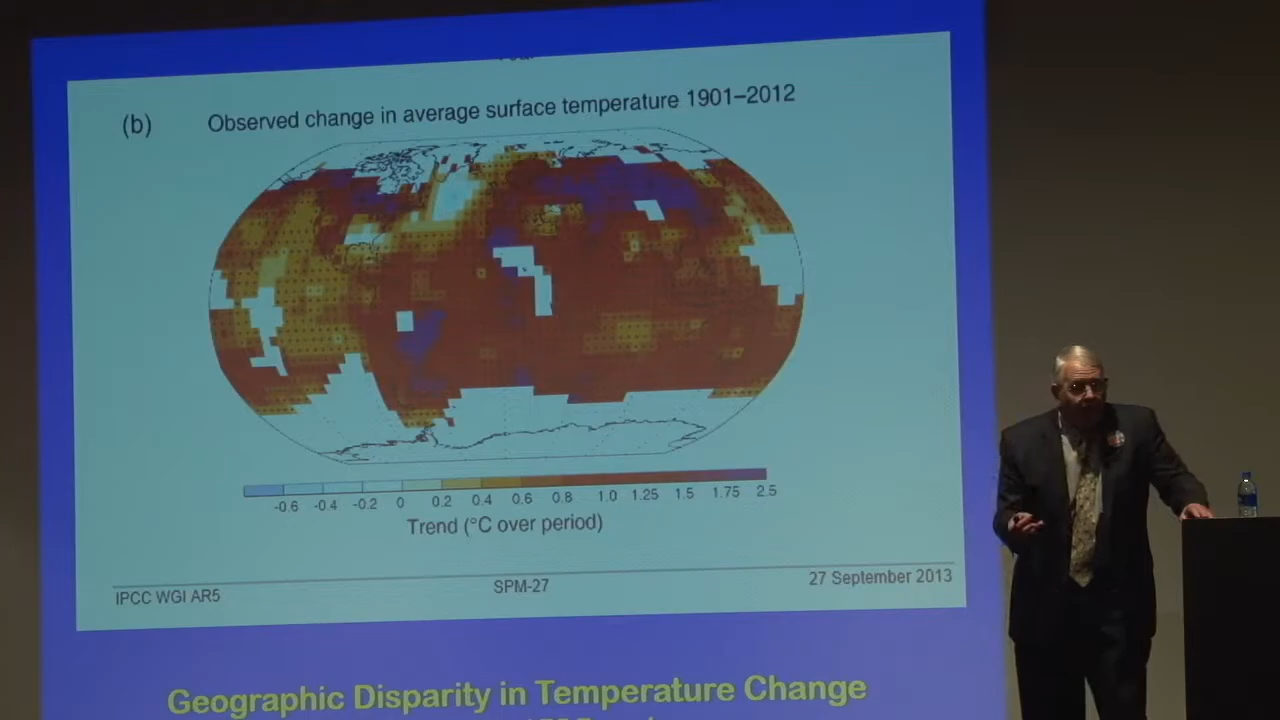 (b) Observed change in average surface temperature 1901–2012
-0.6 -0.4 -0.2 0 0.2 0.4 0.6 0.8 1.0 1.25 1.5 1.75 2.5
Trend (°C over period)
IPCC WGI AR5 SPM-27 27 September 2013
Geographic Disparity in Temperature Change